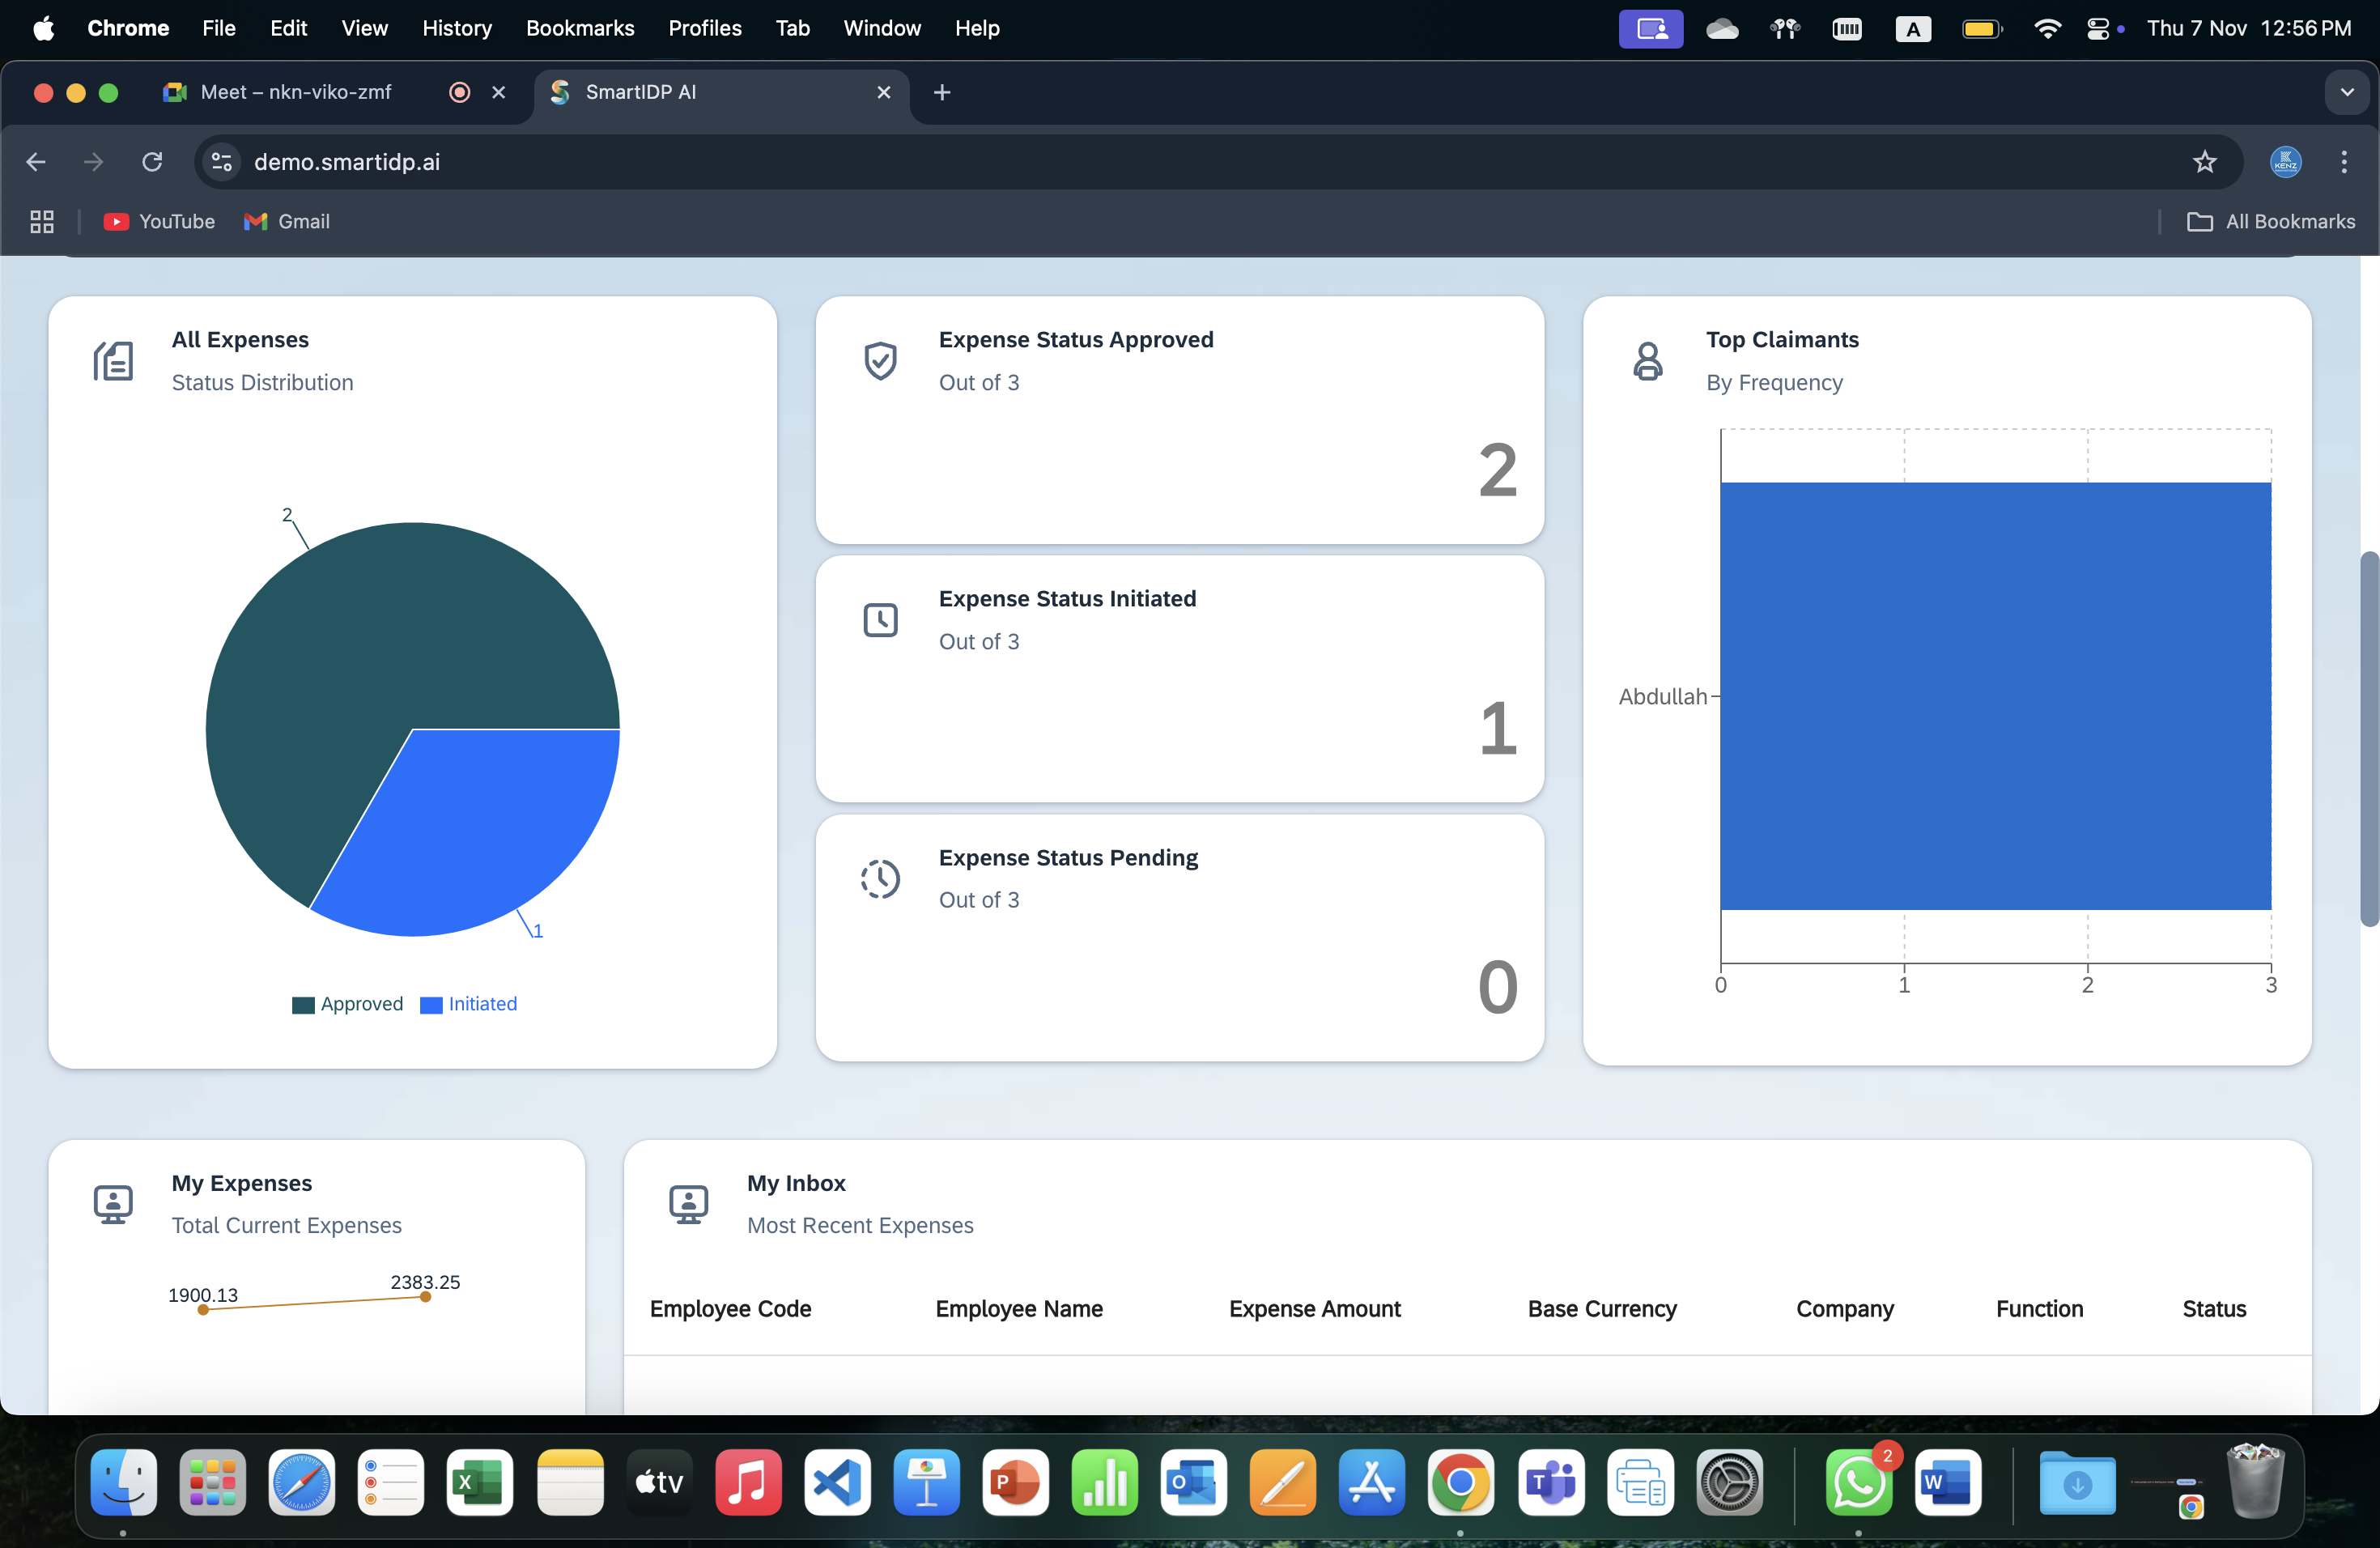 Chrome File Edit View History Bookmarks Profiles Tab Window Help A Thu 7 Nov 12:56 PM
Meet – nkn-viko-zmf SmartIDP AI
demo.smartidp.ai KENZ
YouTube Gmail All Bookmarks
All Expenses
Status Distribution
2
1
Approved Initiated
Expense Status Approved
Out of 3
2
Expense Status Initiated
Out of 3
1
Expense Status Pending
Out of 3
0
Top Claimants
By Frequency
Abdullah
0 1 2 3
My Expenses
Total Current Expenses
1900.13 2383.25
My Inbox
Most Recent Expenses
Employee Code Employee Name Expense Amount Base Currency Company Function Status
X tv P O T 2 W